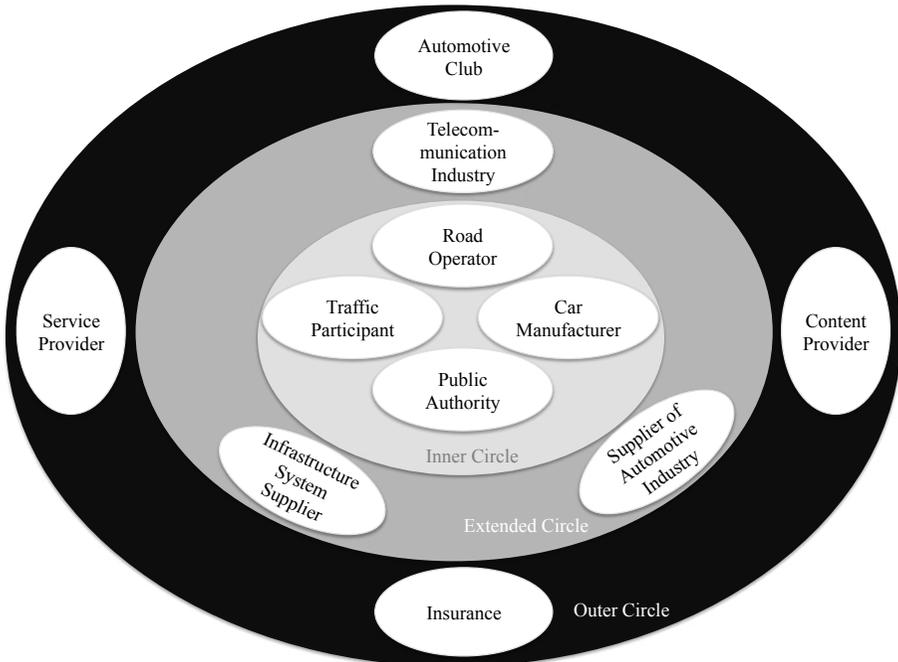 Automotive
Club
Telecom-
munication
Industry
Road
Operator
Traffic
Participant
Car
Manufacturer
Service
Provider
Content
Provider
Public
Authority
Inner Circle
Infrastructure
System
Supplier
Supplier of
Automotive
Industry
Extended Circle
Insurance
Outer Circle